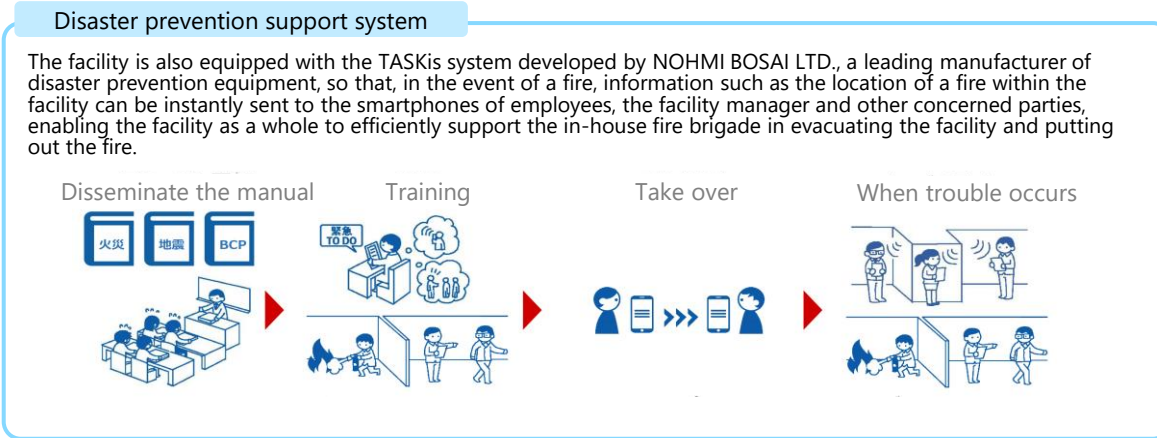 Disaster prevention support system
The facility is also equipped with the TASKis system developed by NOHMI BOSAI LTD., a leading manufacturer of
disaster prevention equipment, so that, in the event of a fire, information such as the location of a fire within the
facility can be instantly sent to the smartphones of employees, the facility manager and other concerned parties,
enabling the facility as a whole to efficiently support the in-house fire brigade in evacuating the facility and putting
out the fire.
Disseminate the manual
Training
Take over
When trouble occurs
火災
地震
BCP
緊急
TO DO